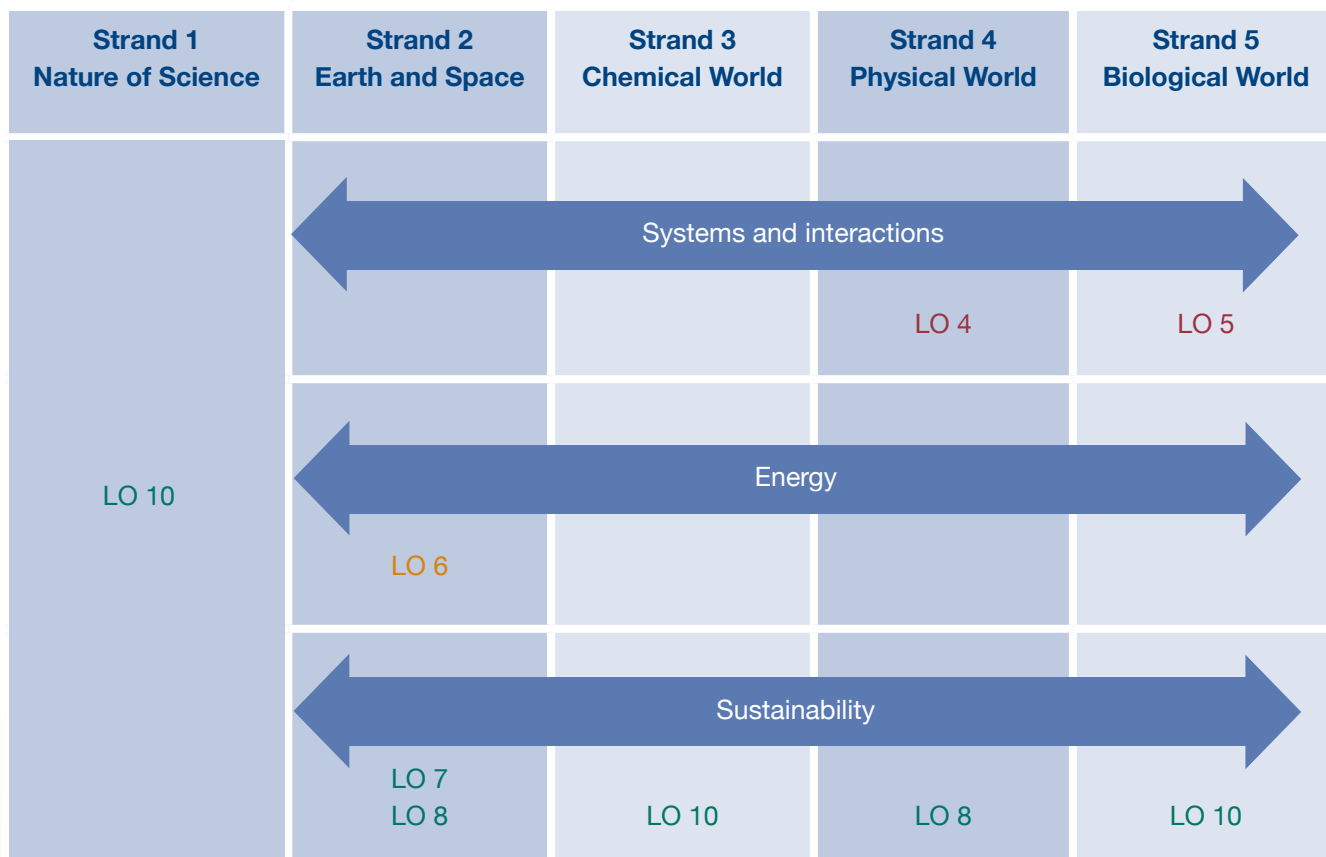 Strand 1
Nature of Science
Strand 2
Earth and Space
Strand 3
Chemical World
Strand 4
Physical World
Strand 5
Biological World
Systems and interactions
LO 4
LO 5
LO 10
Energy
LO 6
Sustainability
LO 7
LO 8
LO 10
LO 8
LO 10